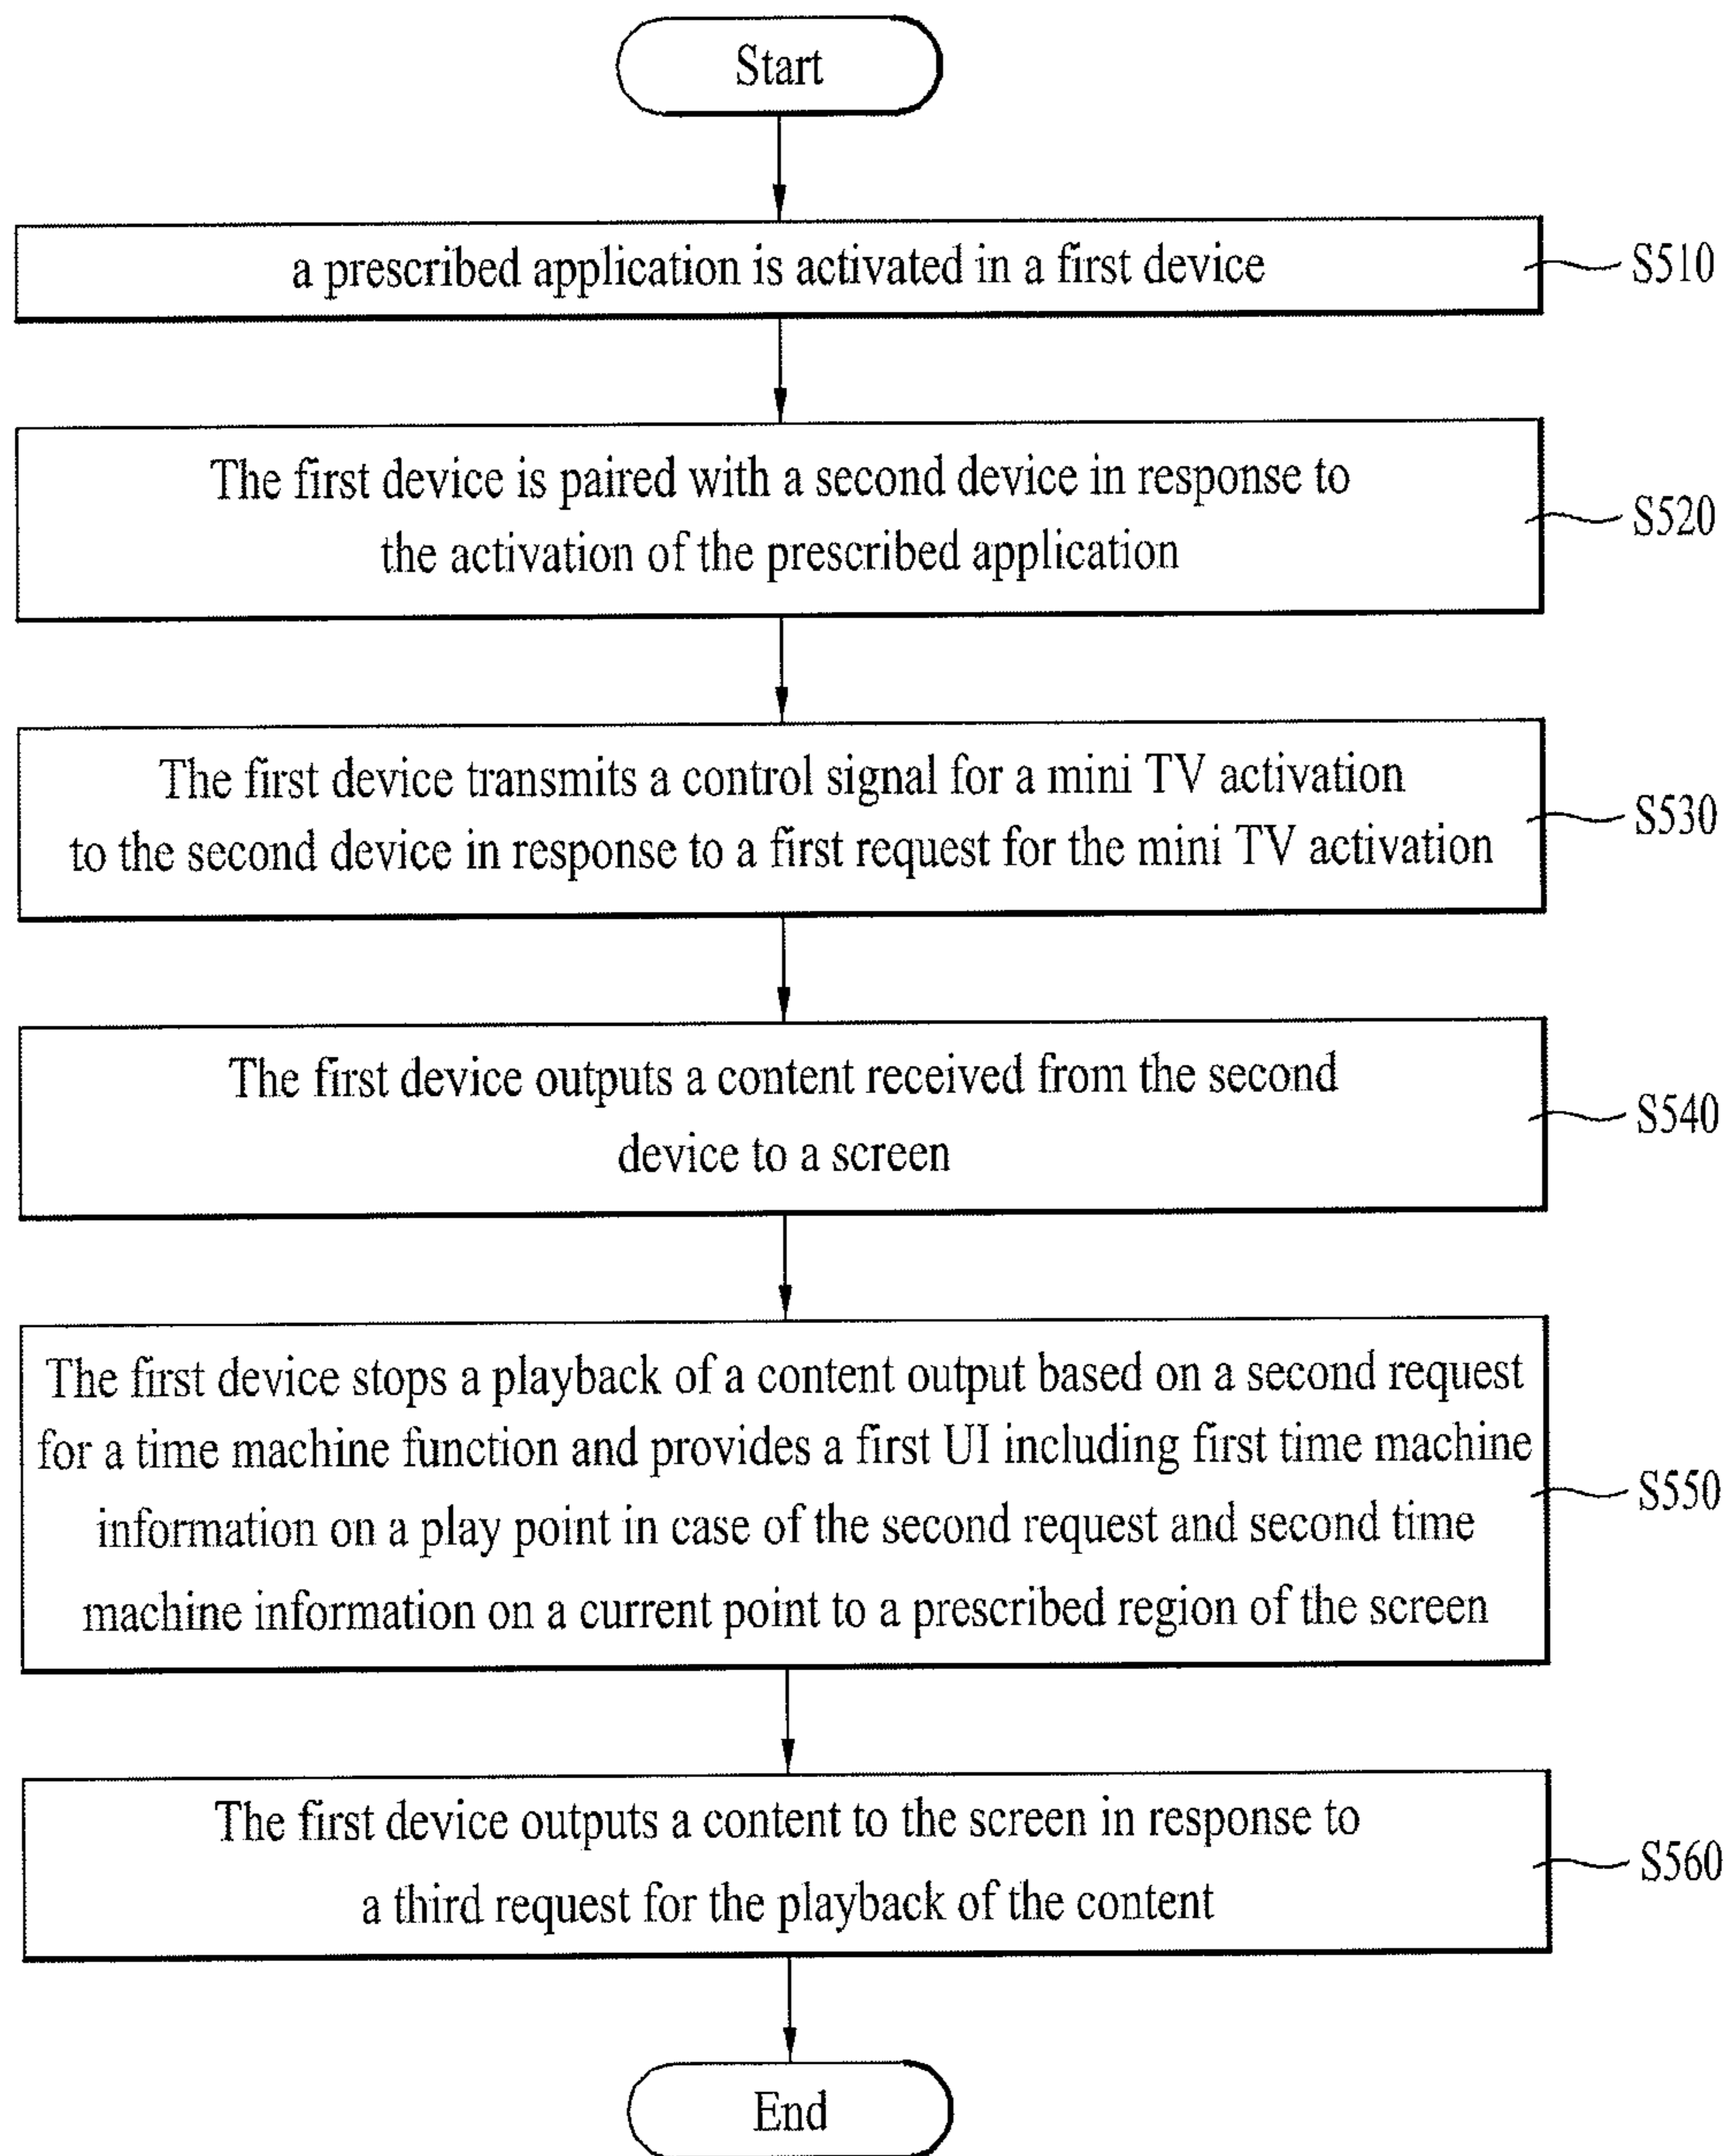 Start
a prescribed application is activated in a first device
S510
The first device is paired with a second device in response to
the activation of the prescribed application
S520
The first device transmits a control signal for a mini TV activation
to the second device in response to a first request for the mini TV activation
S530
The first device outputs a content received from the second
device to a screen
S540
The first device stops a playback of a content output based on a second request
for a time machine function and provides a first UI including first time machine
information on a play point in case of the second request and second time
machine information on a current point to a prescribed region of the screen
S550
The first device outputs a content to the screen in response to
a third request for the playback of the content
S560
End